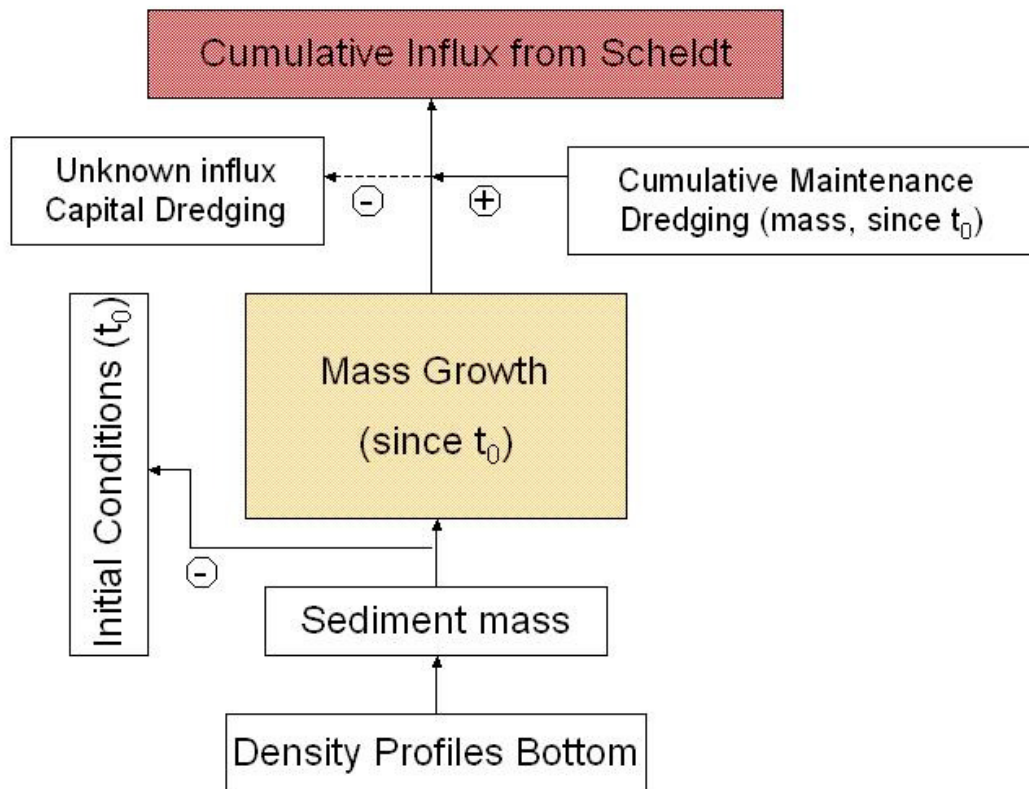 Cumulative Influx from Scheldt
Unknown influx
Capital Dredging
-
+
Cumulative Maintenance
Dredging (mass, since t₀)
Initial Conditions (t₀)
Mass Growth
(since t₀)
-
Sediment mass
Density Profiles Bottom